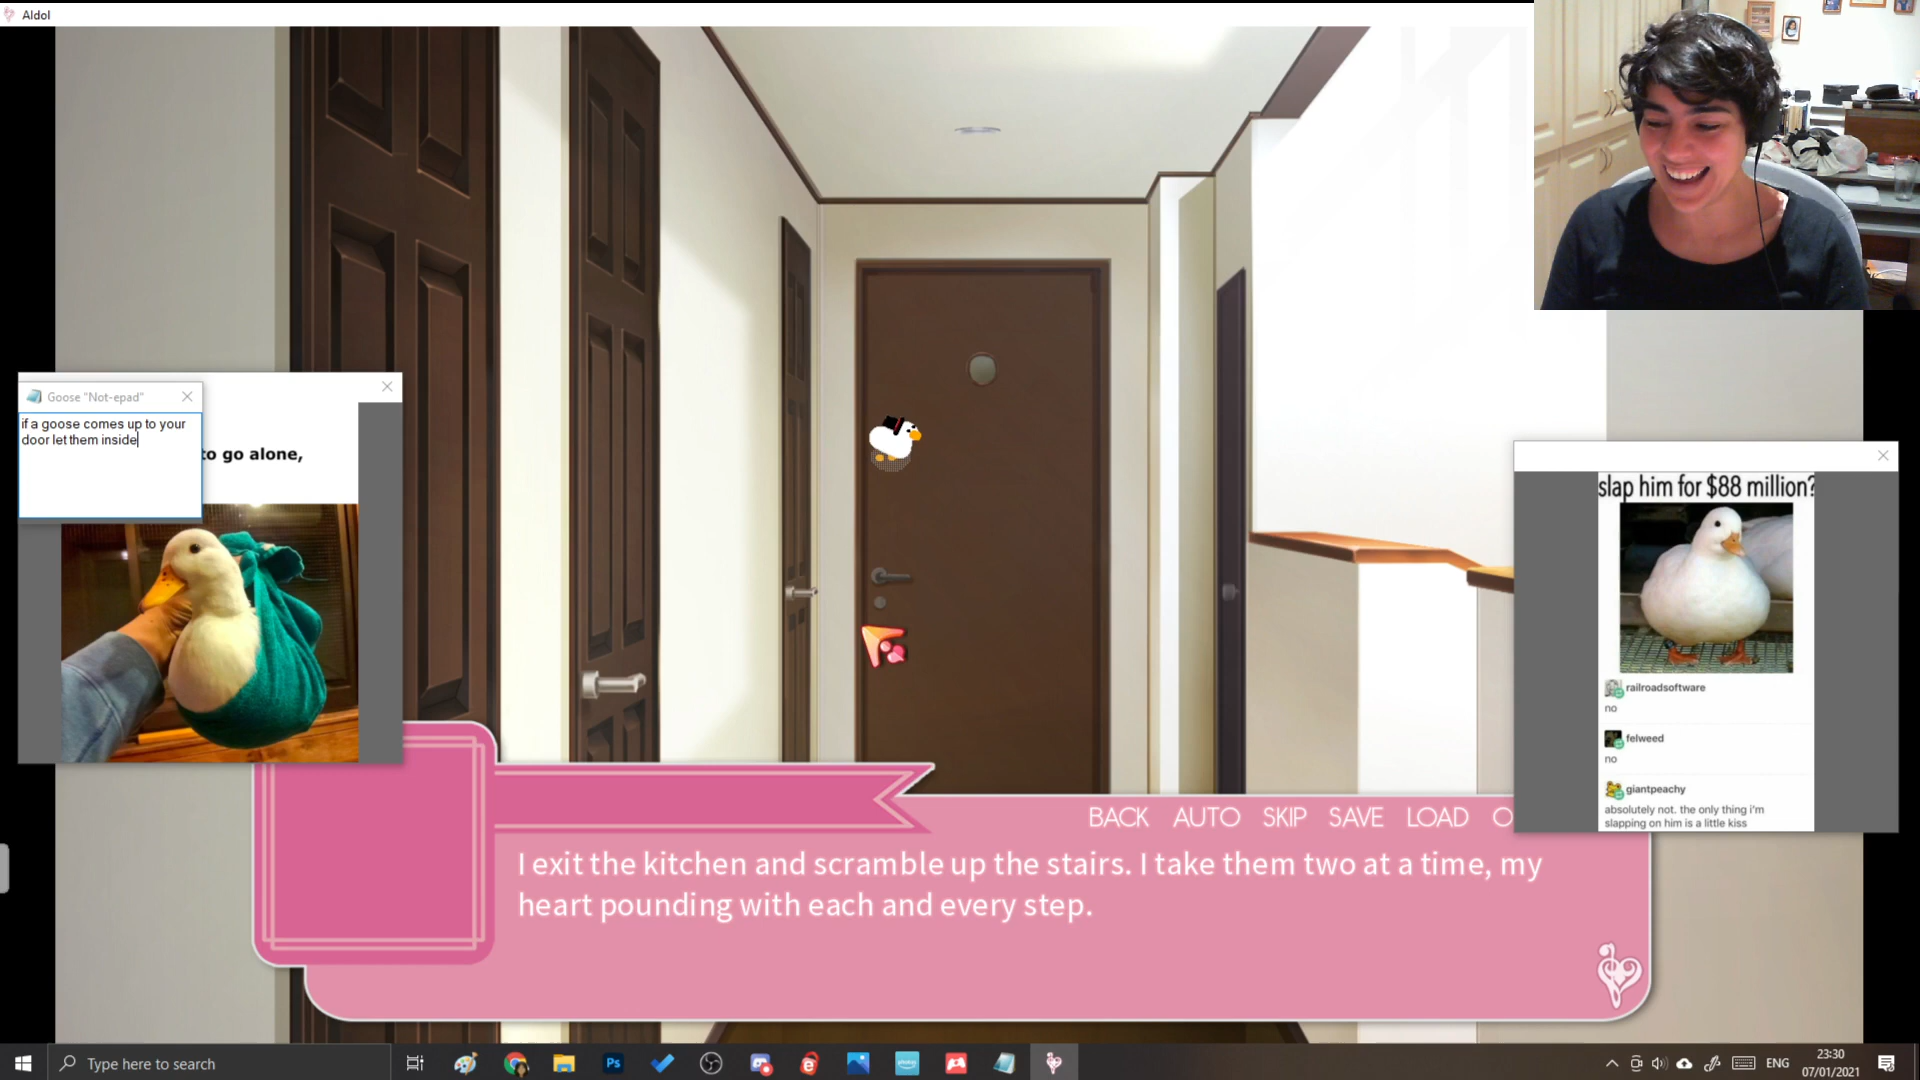 Aldol
Goose "Not-epad"
if a goose comes up to your
door let them inside
to go alone,
slap him for $88 million?
railroadsoftware
no
felweed
no
giantpeachy
absolutely not. the only thing i'm
slapping on him is a little kiss
BACK AUTO SKIP SAVE LOAD O
I exit the kitchen and scramble up the stairs. I take them two at a time, my
heart pounding with each and every step.
Type here to search
Ps
ENG
23:30
07/01/2021